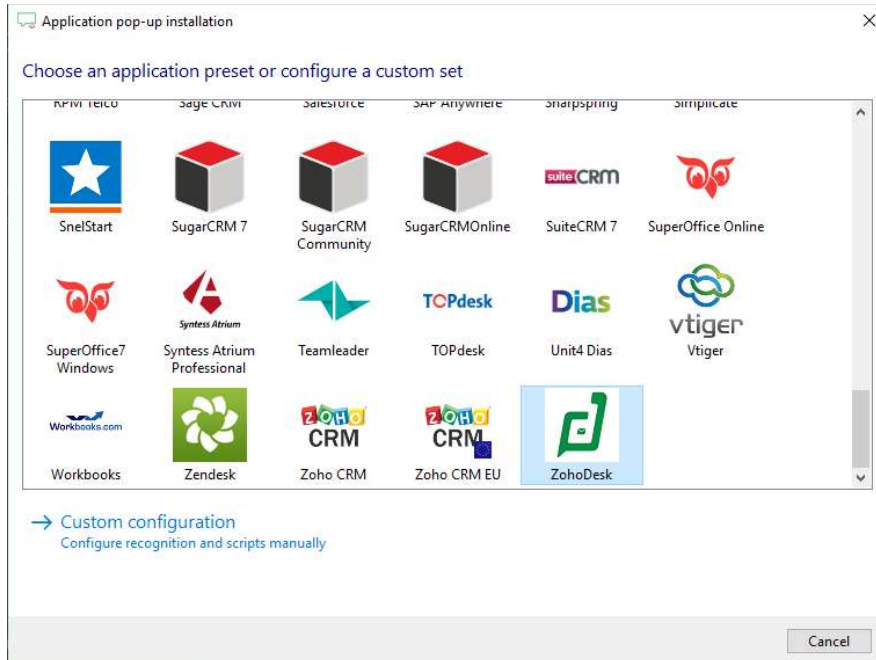 Application pop-up installation
Choose an application preset or configure a custom set
RPM Telco Sage CRM Salesforce SAP Anywhere Sharpspring Simplicate
suite CRM
SnelStart SugarCRM 7 SugarCRM Community SugarCRMOnline SuiteCRM 7 SuperOffice Online
Syntess Atrium TOPdesk Dias vtiger
SuperOffice7 Windows Syntess Atrium Professional Teamleader TOPdesk Unit4 Dias Vtiger
Workbooks.com ZOHO CRM ZOHO CRM
Workbooks Zendesk Zoho CRM Zoho CRM EU ZohoDesk
→ Custom configuration
Configure recognition and scripts manually
Cancel